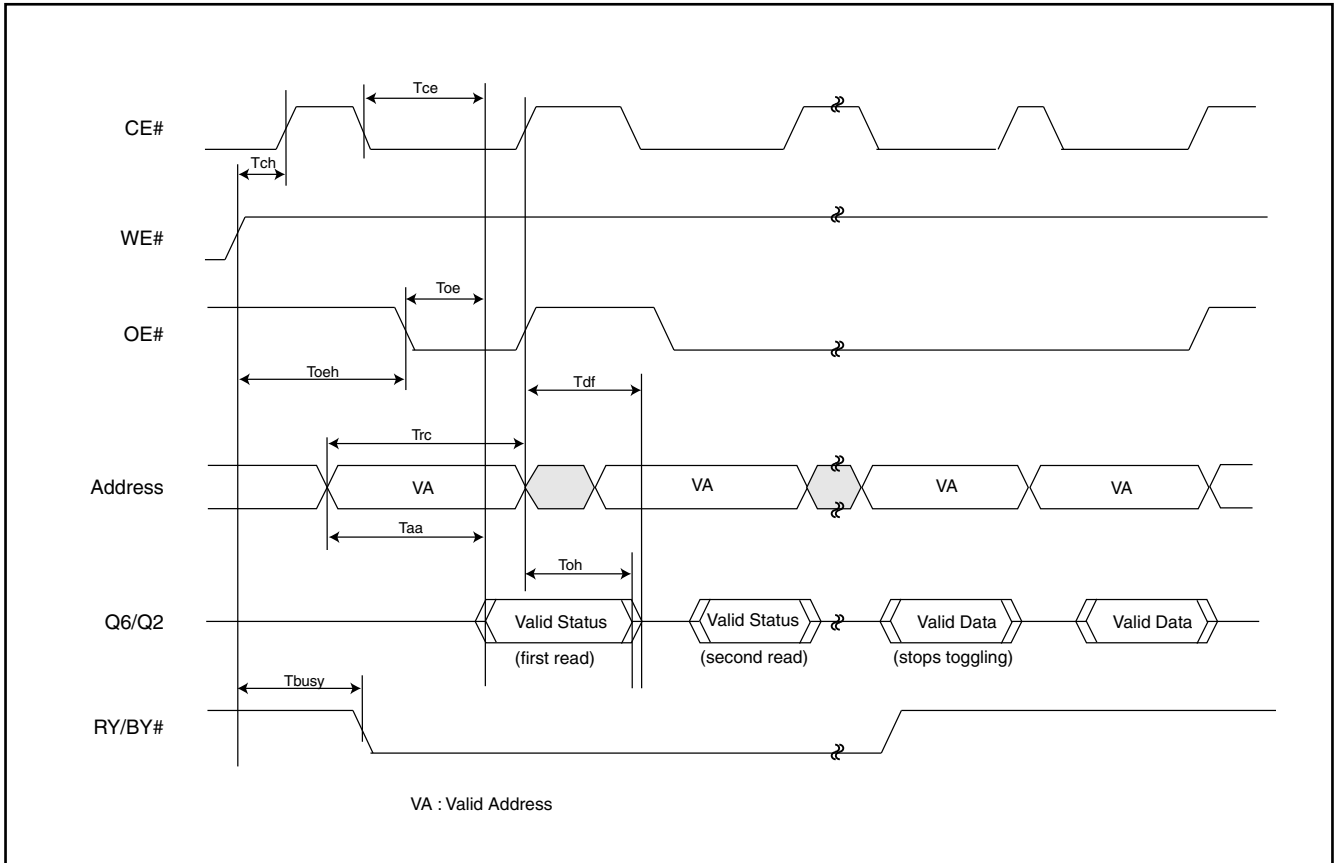 Tce
CE#
Tch
WE#
Toe
OE#
Toeh
Tdf
Trc
Address
VA
VA
VA
VA
Taa
Toh
Q6/Q2
Valid Status
Valid Status
Valid Data
Valid Data
(first read)
(second read)
(stops toggling)
Tbusy
RY/BY#
VA : Valid Address